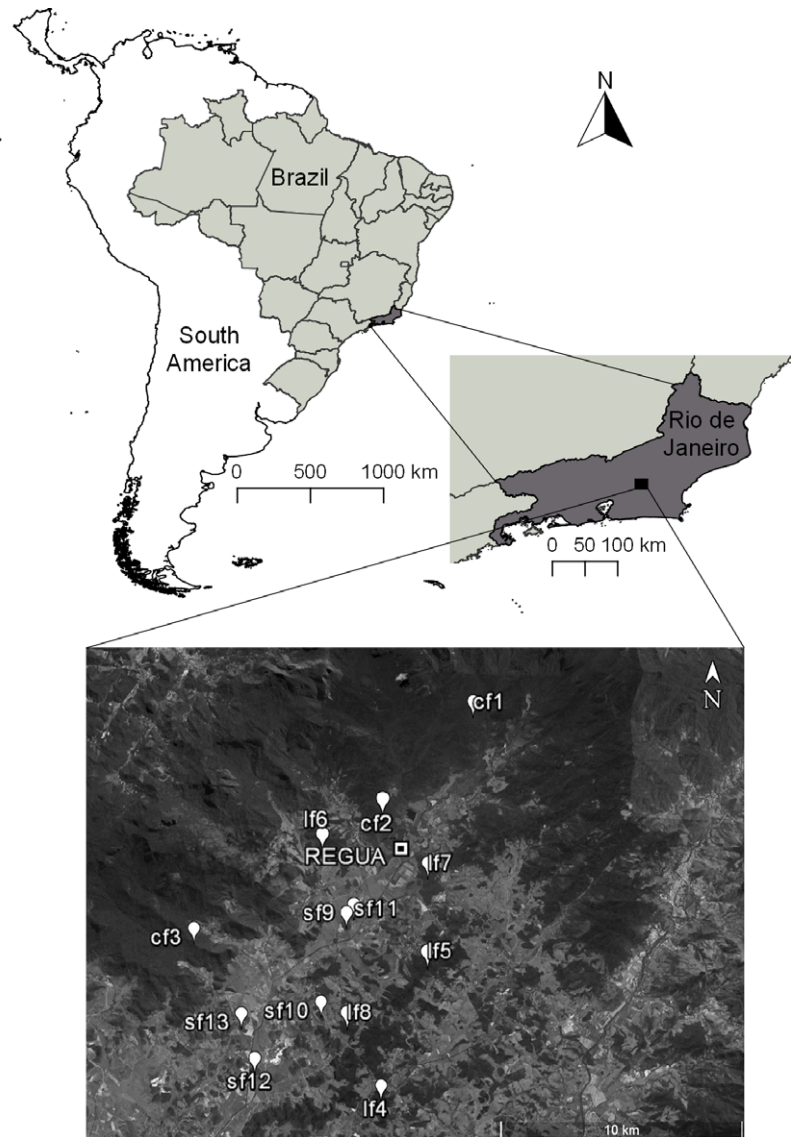 N
Brazil
South
America
0 500 1000 km
Rio de
Janeiro
0 50 100 km
N
cf1
cf2
lf6
REGUA
lf7
sf9
sf11
cf3
lf5
sf10
lf8
sf13
sf12
lf4
10 km